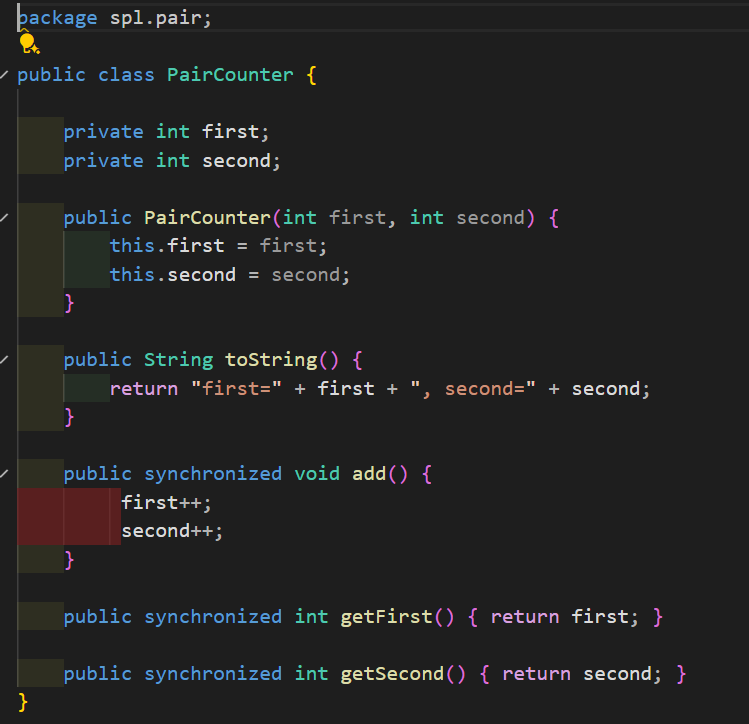 package spl.pair;
public class PairCounter {
private int first;
private int second;
public PairCounter(int first, int second) {
this.first = first;
this.second = second;
}
public String toString() {
return "first=" + first + ", second=" + second;
}
public synchronized void add() {
first++;
second++;
}
public synchronized int getFirst() { return first; }
public synchronized int getSecond() { return second; }
}